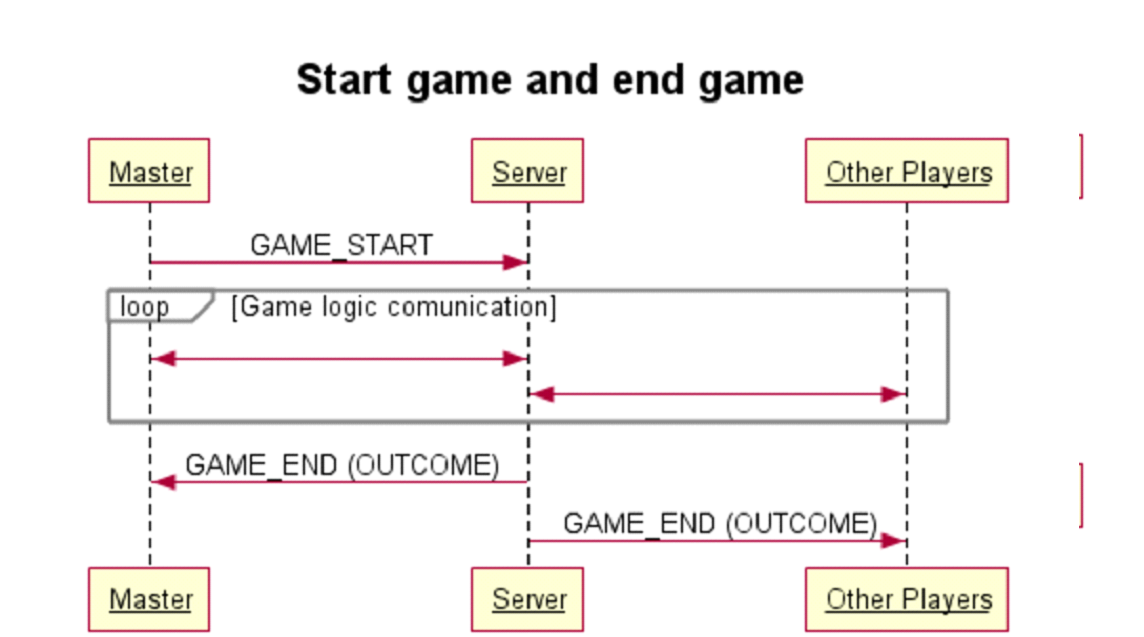 Start game and end game
Master Server Other Players
GAME_START
loop [Game logic comunication]
GAME_END (OUTCOME)
GAME_END (OUTCOME)
Master Server Other Players